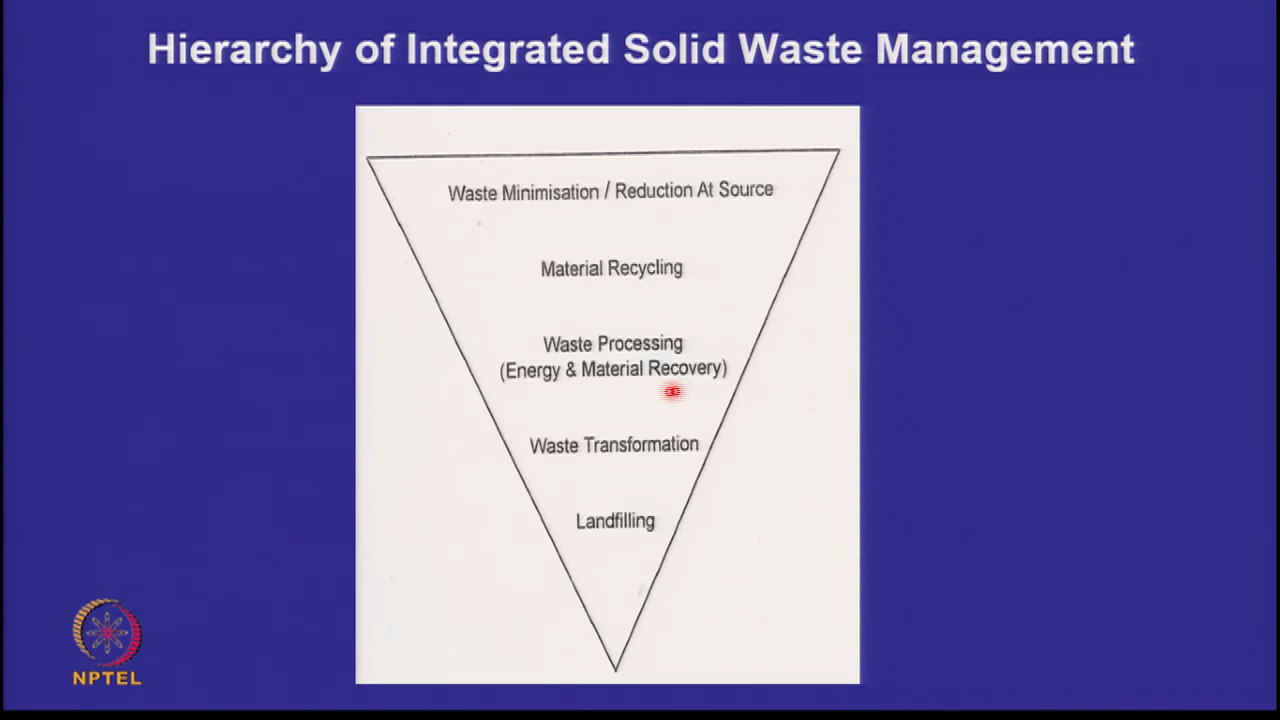 Hierarchy of Integrated Solid Waste Management
Waste Minimisation / Reduction At Source
Material Recycling
Waste Processing
(Energy & Material Recovery)
Waste Transformation
Landfilling
NPTEL